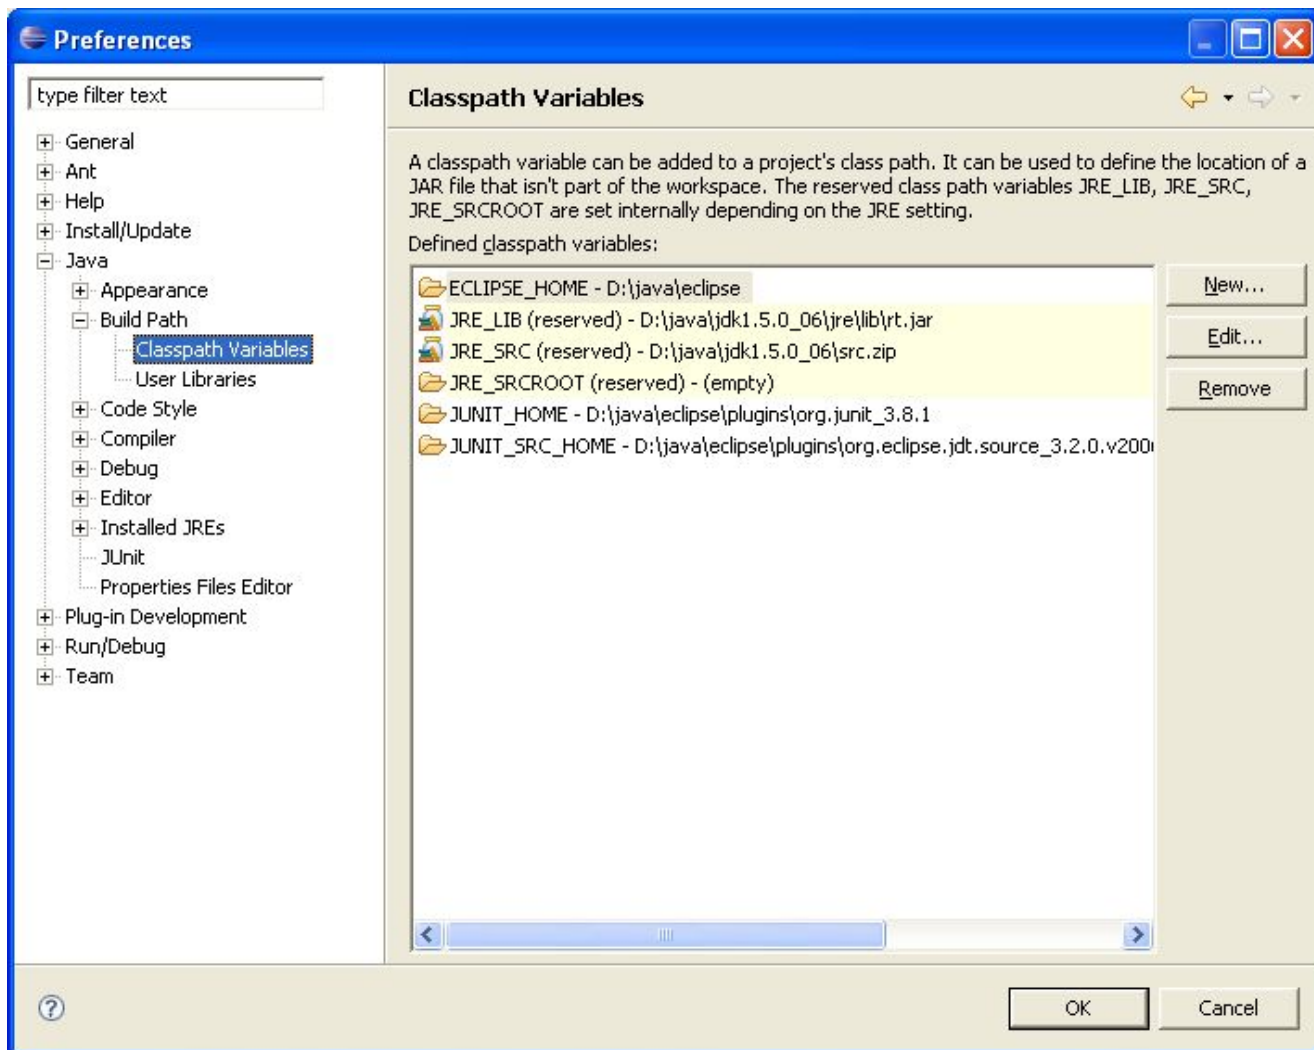 Preferences
type filter text
General
Ant
Help
Install/Update
Java
Appearance
Build Path
Classpath Variables
User Libraries
Code Style
Compiler
Debug
Editor
Installed JREs
JUnit
Properties Files Editor
Plug-in Development
Run/Debug
Team
Classpath Variables
A classpath variable can be added to a project's class path. It can be used to define the location of a
JAR file that isn't part of the workspace. The reserved class path variables JRE_LIB, JRE_SRC,
JRE_SRCROOT are set internally depending on the JRE setting.
Defined classpath variables:
ECLIPSE_HOME - D:\java\eclipse
JRE_LIB (reserved) - D:\java\jdk1.5.0_06\jre\lib\rt.jar
JRE_SRC (reserved) - D:\java\jdk1.5.0_06\src.zip
JRE_SRCROOT (reserved) - (empty)
JUNIT_HOME - D:\java\eclipse\plugins\org.junit_3.8.1
JUNIT_SRC_HOME - D:\java\eclipse\plugins\org.eclipse.jdt.source_3.2.0.v200
New...
Edit...
Remove
OK
Cancel